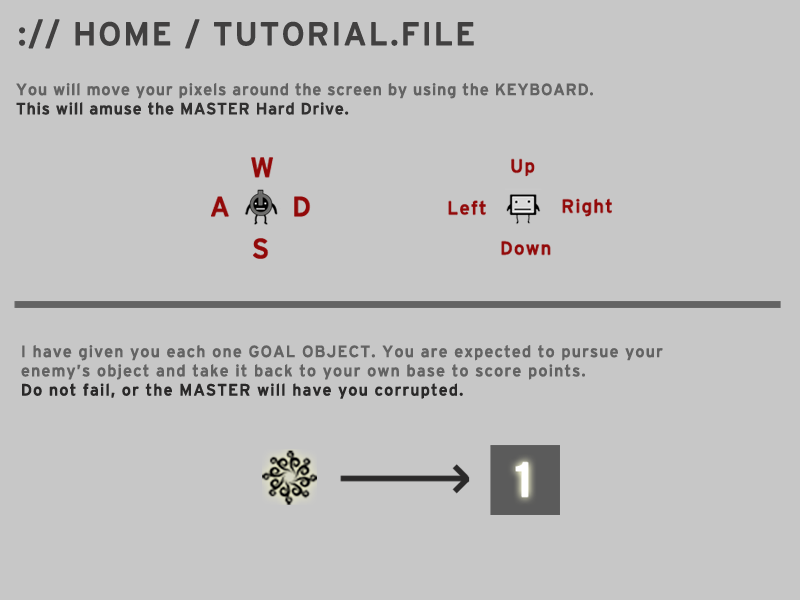 :// HOME / TUTORIAL.FILE
You will move your pixels around the screen by using the KEYBOARD.
This will amuse the MASTER Hard Drive.
W
A D
S
Up
Left Right
Down
I have given you each one GOAL OBJECT. You are expected to pursue your
enemy's object and take it back to your own base to score points.
Do not fail, or the MASTER will have you corrupted.
1